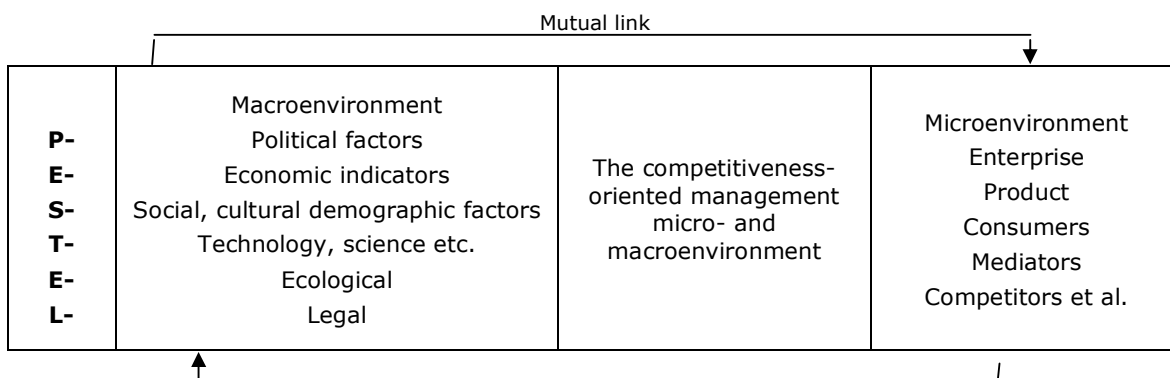 Mutual link
P-
E-
S-
T-
E-
L-
Macroenvironment
Political factors
Economic indicators
Social, cultural demographic factors
Technology, science etc.
Ecological
Legal
The competitiveness-
oriented management
micro- and
macroenvironment
Microenvironment
Enterprise
Product
Consumers
Mediators
Competitors et al.